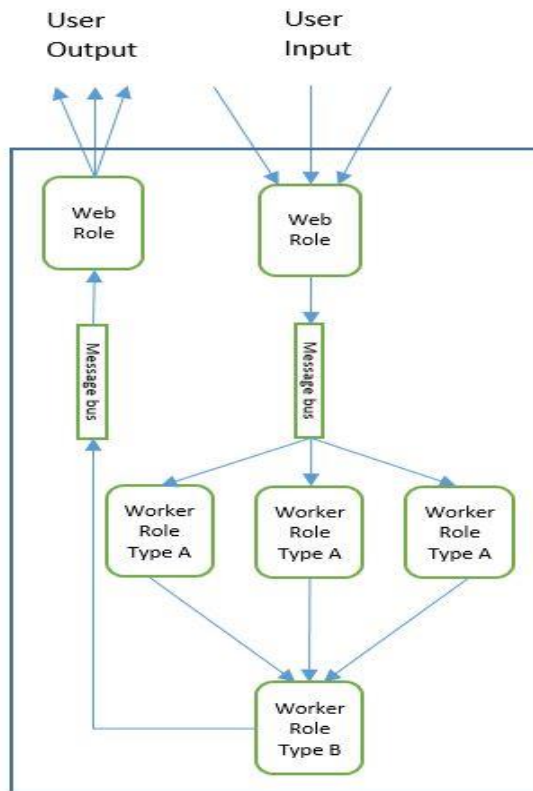 User
Output
User
Input
Web
Role
Web
Role
Message bus
Message bus
Worker
Role
Type A
Worker
Role
Type A
Worker
Role
Type A
Worker
Role
Type B